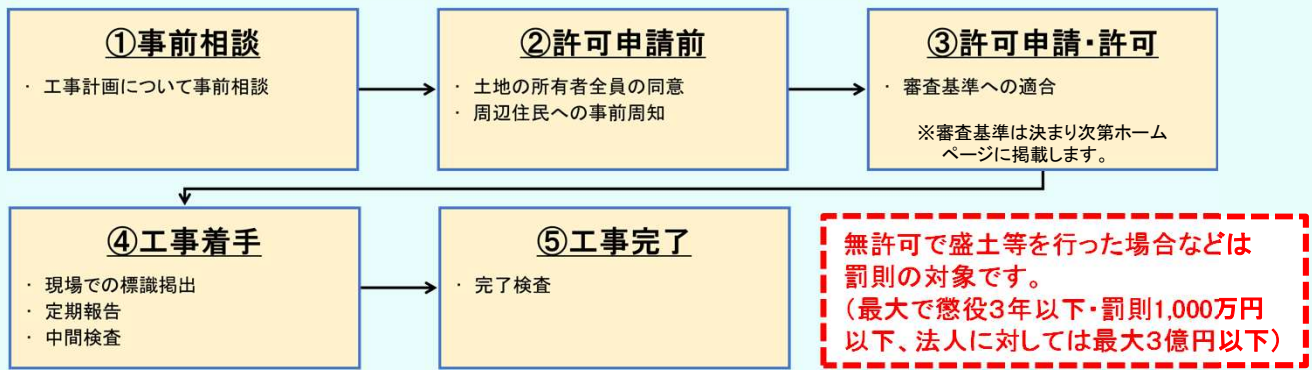 ①事前相談
・ 工事計画について事前相談
②許可申請前
・ 土地の所有者全員の同意
・ 周辺住民への事前周知
③許可申請・許可
・ 審査基準への適合
※審査基準は決まり次第ホーム
ページに掲載します。
④工事着手
・ 現場での標識掲出
・ 定期報告
・ 中間検査
⑤工事完了
・ 完了検査
無許可で盛土等を行った場合などは
罰則の対象です。
(最大で懲役3年以下・罰則1,000万円
以下、法人に対しては最大3億円以下)